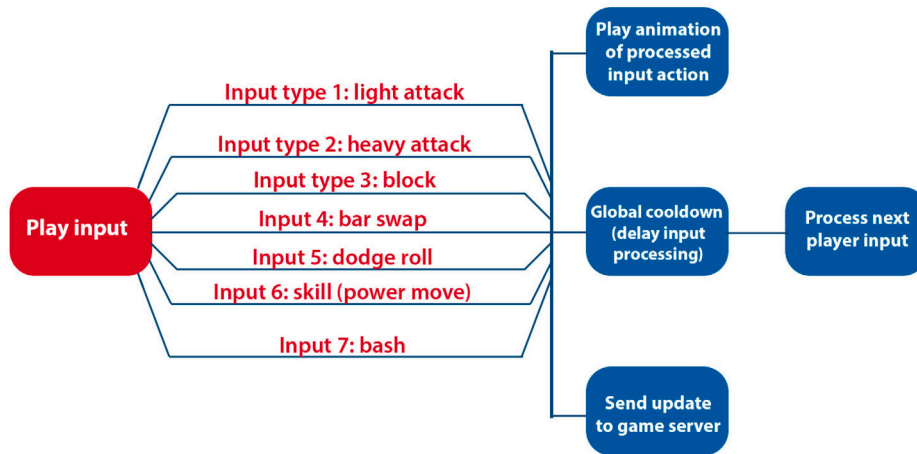 Play animation
of processed
input action
Input type 1: light attack
Input type 2: heavy attack
Input type 3: block
Play input
Input 4: bar swap
Global cooldown
(delay input
processing)
Process next
player input
Input 5: dodge roll
Input 6: skill (power move)
Input 7: bash
Send update
to game server